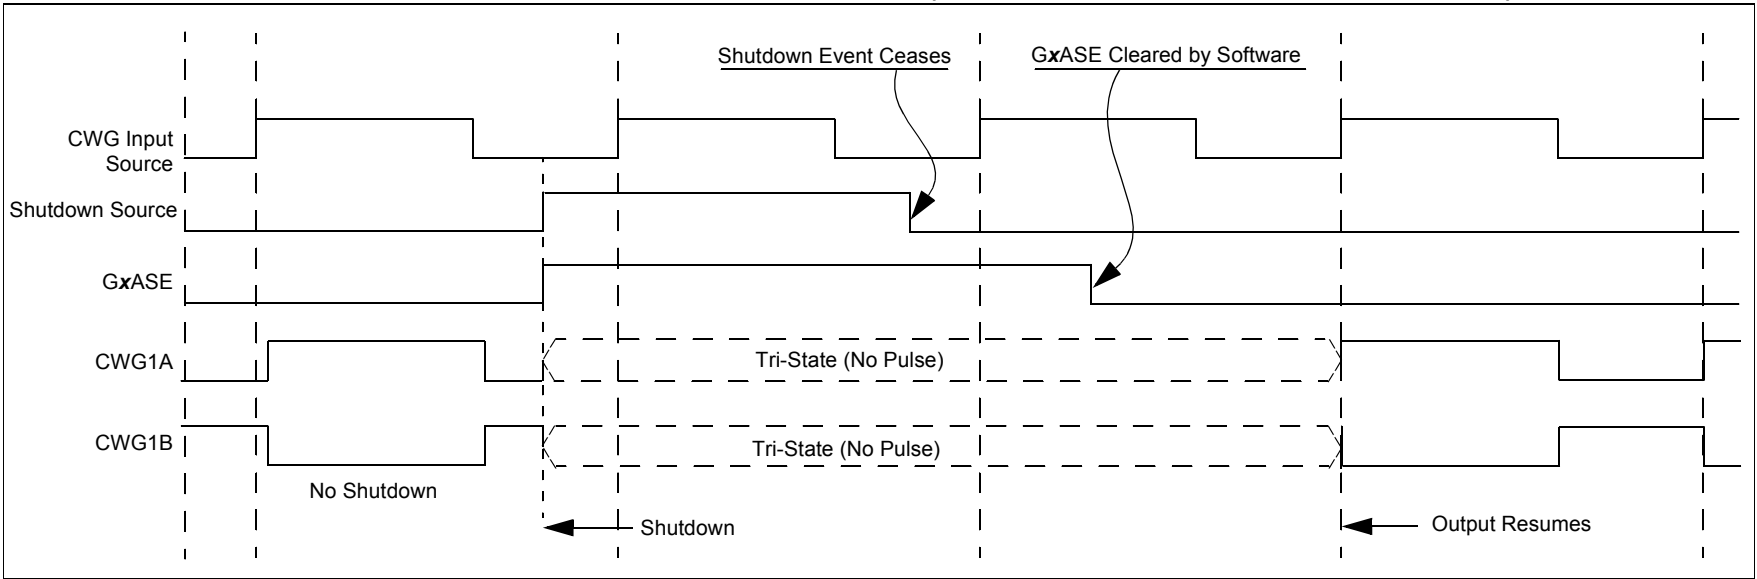 Shutdown Event Ceases
GxASE Cleared by Software
CWG Input
Source
Shutdown Source
GxASE
CWG1A
Tri-State (No Pulse)
CWG1B
Tri-State (No Pulse)
No Shutdown
Shutdown
Output Resumes